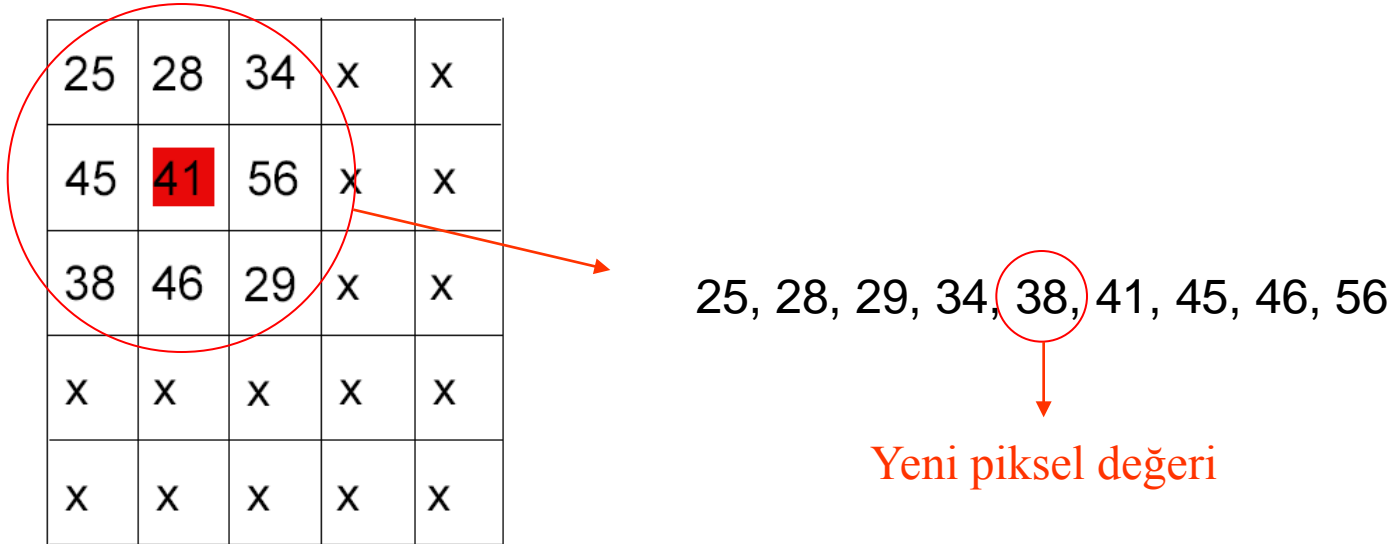 25 28 34 x x
45 41 56 x x
38 46 29 x x
x x x x x
x x x x x
25, 28, 29, 34, 38, 41, 45, 46, 56
Yeni piksel değeri